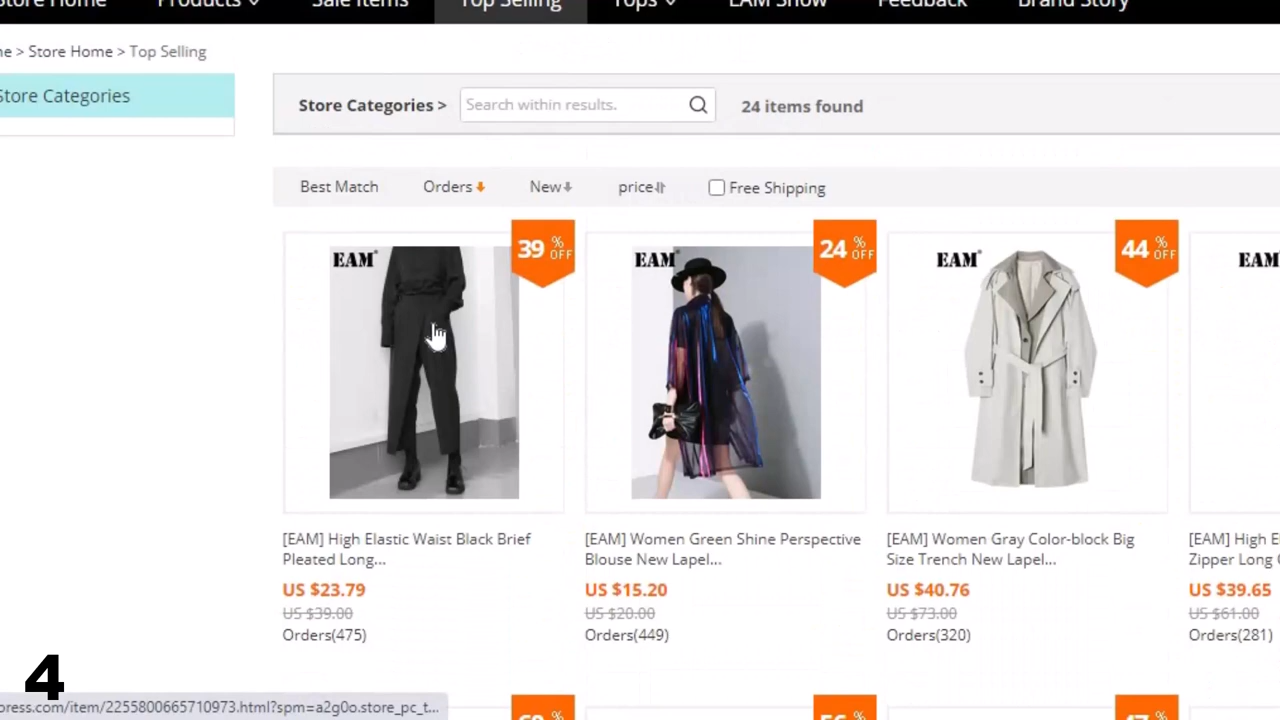 Store Home Products Sale Items Top Selling Tops EAM Show Feedback Brand Story
> Store Home > Top Selling
Store Categories
Store Categories > Search within results. 24 items found
Best Match Orders New price Free Shipping
39 % OFF 24 % OFF 44 % OFF
EAM EAM EAM EAM
[EAM] High Elastic Waist Black Brief
Pleated Long...
US $23.79
US $39.00
Orders(475)
[EAM] Women Green Shine Perspective
Blouse New Lapel...
US $15.20
US $20.00
Orders(449)
[EAM] Women Gray Color-block Big
Size Trench New Lapel...
US $40.76
US $73.00
Orders(320)
[EAM] High E
Zipper Long
US $39.65
US $61.00
Orders(281)
4
press.com/item/2255800665710973.html?spm=a2g0o.store_pc_t...